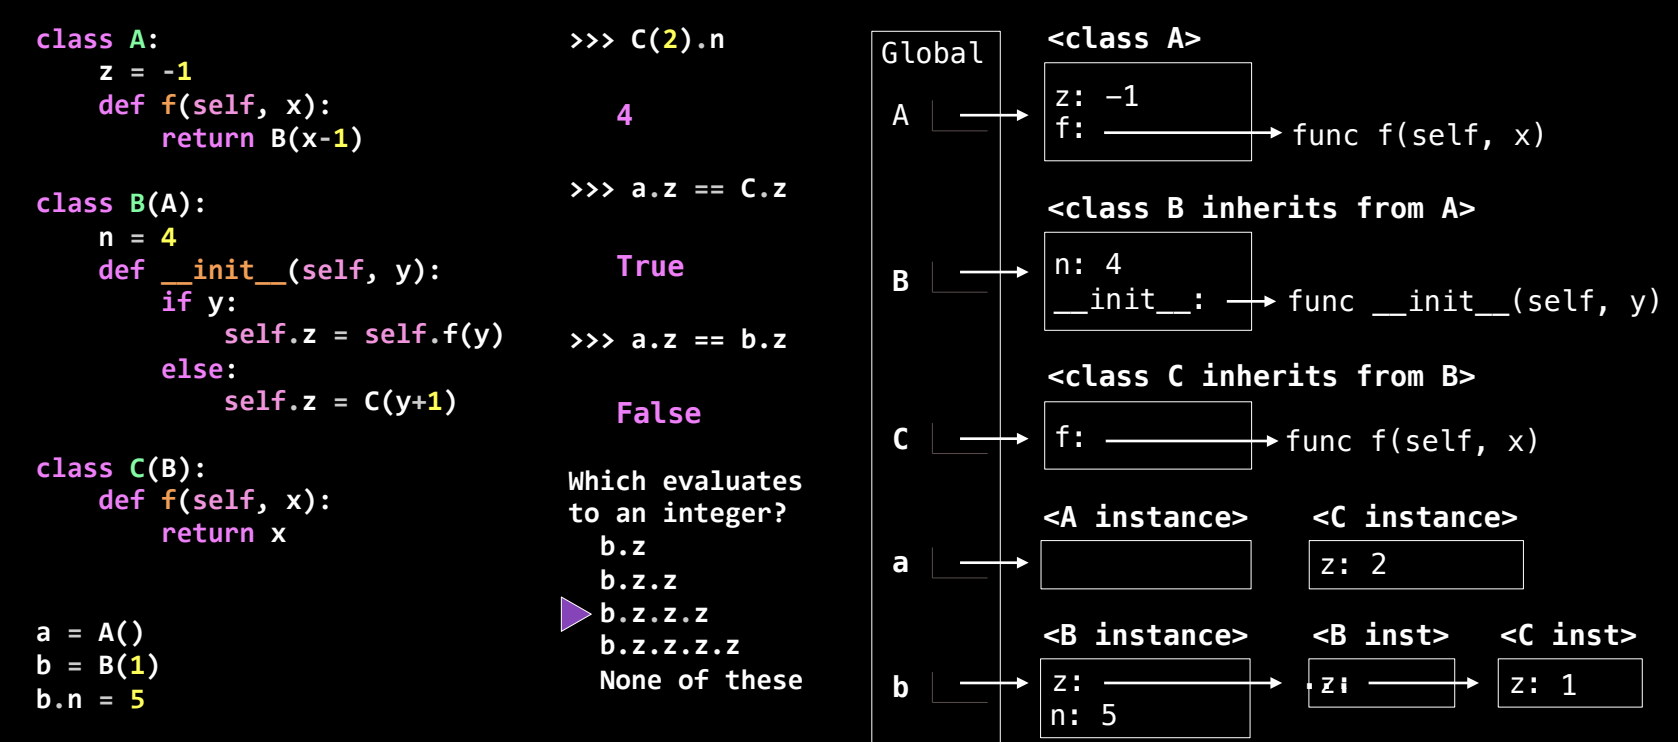 class A:
z = -1
def f(self, x):
return B(x-1)
class B(A):
n = 4
def __init__(self, y):
if y:
self.z = self.f(y)
else:
self.z = C(y+1)
class C(B):
def f(self, x):
return x
a = A()
b = B(1)
b.n = 5
>>> C(2).n
4
>>> a.z == C.z
True
>>> a.z == b.z
False
Which evaluates
to an integer?
b.z
b.z.z
b.z.z.z
b.z.z.z.z
None of these
Global
A
B
C
a
b
<class A>
z: −1
f:
func f(self, x)
<class B inherits from A>
n: 4
__init__:
func __init__(self, y)
<class C inherits from B>
f:
func f(self, x)
<A instance>
<C instance>
z: 2
<B instance>
<B inst>
<C inst>
z:
n: 5
z:
z: 1